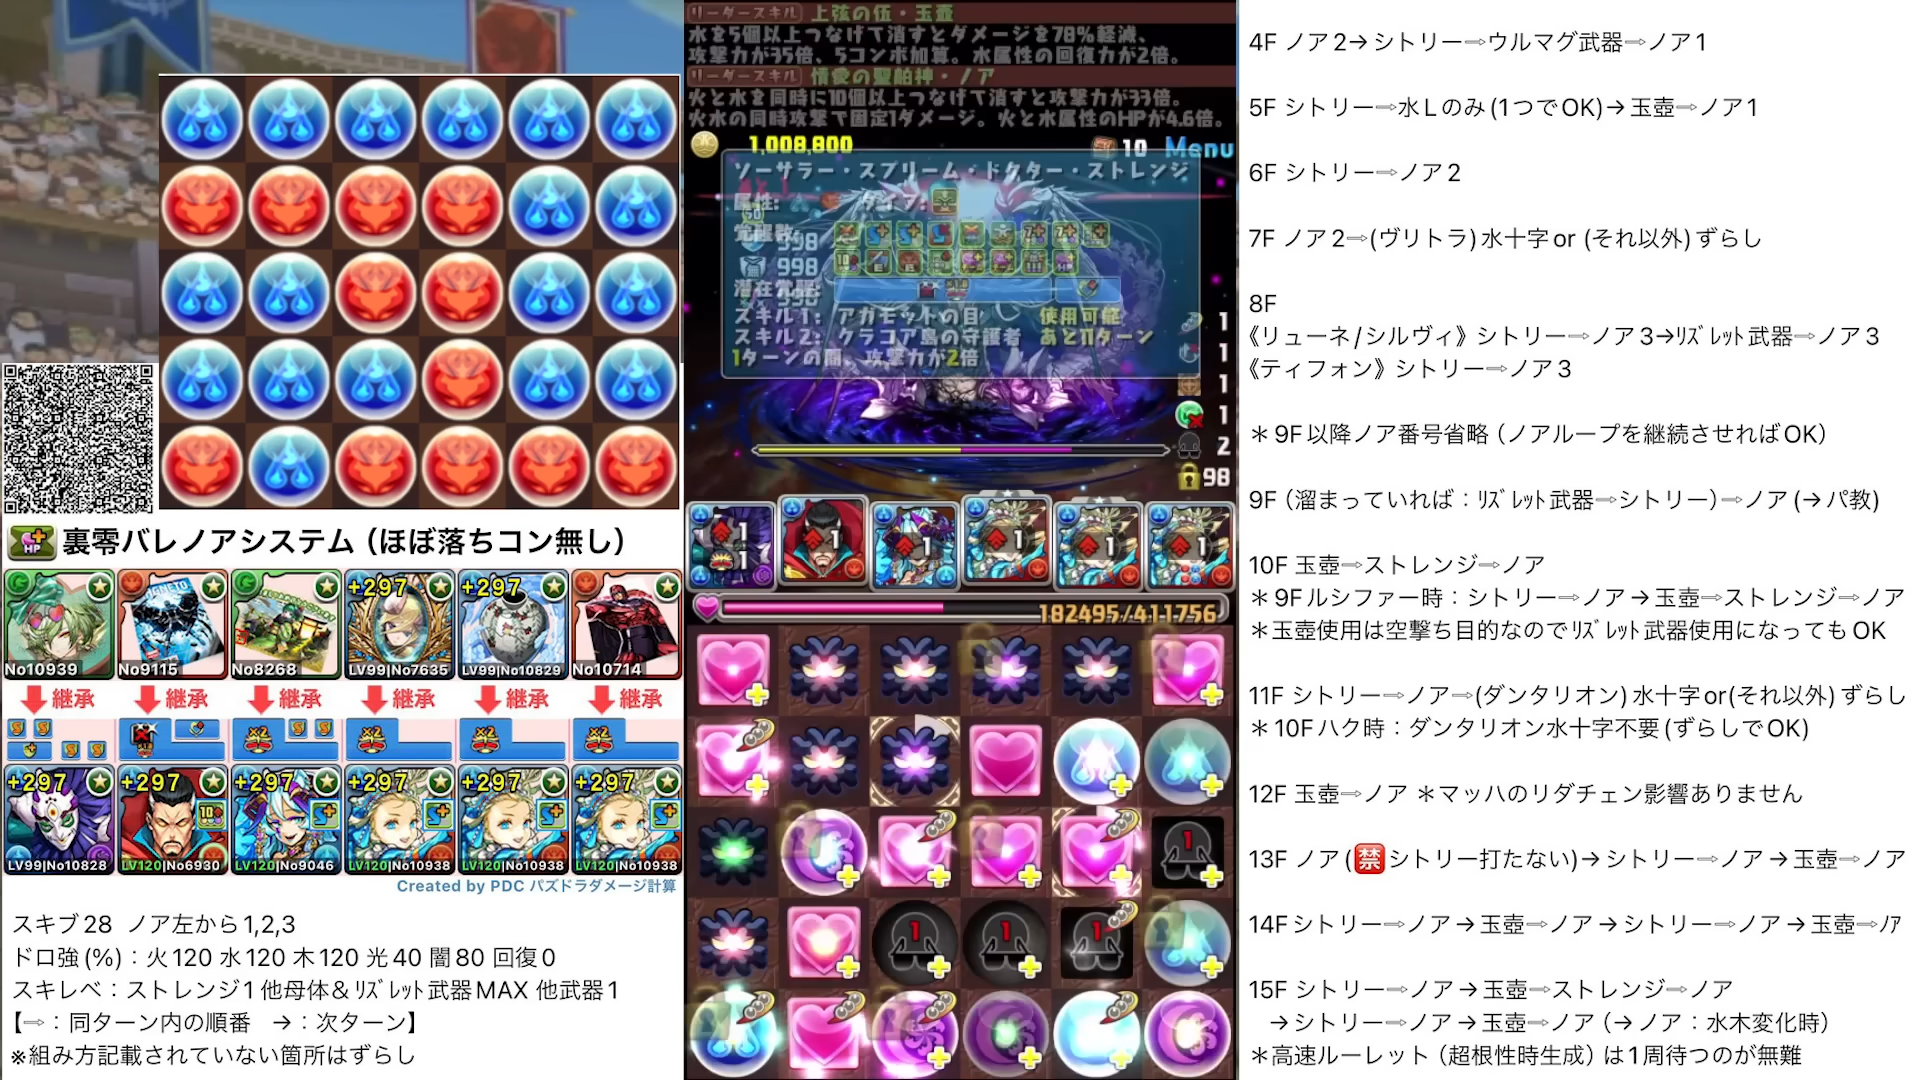 HP 裏零バレノアシステム（ほぼ落ちコン無し）
No10939
No9115
No8268
+297
LV99|No7635
+297
LV99|No10829
No10714
継承 継承 継承 継承 継承 継承
×2 ×2 ×2 ×2
+297
LV99|No10828
+297
LV120|No6930
+297
LV120|No9046
+297
LV120|No10938
+297
LV120|No10938
+297
LV120|No10938
Created by PDC パズドラダメージ計算
スキブ28 ノア左から1,2,3
ドロ強(%)：火120 水120 木120 光40 闇80 回復0
スキレベ：ストレンジ1 他母体＆ﾘｽﾞﾚｯﾄ武器MAX 他武器1
【⇨：同ターン内の順番　→：次ターン】
※組み方記載されていない箇所はずらし
リーダースキル 上弦の伍・玉壺
水を5個以上つなげて消すとダメージを78%軽減、
攻撃力が35倍、5コンボ加算。水属性の回復力が2倍。
リーダースキル 情愛の聖舶神・ノア
火と水を同時に10個以上つなげて消すと攻撃力が33倍。
火水の同時攻撃で固定1ダメージ。火と水属性のHPが4.6倍。
1,008,800
10 Menu
ソーサラー・スプリーム・ドクター・ストレンジ
属性: タイプ:
覚醒数:
998
潜在覚醒:
スキル1: アガモットの目 使用可能
スキル2: クラコア島の守護者 あと11ターン
1ターンの間、攻撃力が2倍
1
1
1
1
2
98
1
1
1
1
1
1
1
182495/411756
1
1
1
1
4F ノア2→シトリー⇨ウルマグ武器⇨ノア1
5F シトリー⇨水Lのみ(1つでOK)→玉壺⇨ノア1
6F シトリー⇨ノア2
7F ノア2⇨(ヴリトラ)水十字or (それ以外)ずらし
8F
《リューネ/シルヴィ》シトリー⇨ノア3→ﾘｽﾞﾚｯﾄ武器⇨ノア3
《ティフォン》シトリー⇨ノア3
＊9F以降ノア番号省略（ノアループを継続させればOK）
9F（溜まっていれば：ﾘｽﾞﾚｯﾄ武器⇨シトリー）⇨ノア(→パ教)
10F 玉壺⇨ストレンジ⇨ノア
＊9Fルシファー時：シトリー⇨ノア→玉壺⇨ストレンジ⇨ノア
＊玉壺使用は空撃ち目的なのでﾘｽﾞﾚｯﾄ武器使用になってもOK
11F シトリー⇨ノア⇨(ダンタリオン)水十字or(それ以外)ずらし
＊10Fハク時：ダンタリオン水十字不要(ずらしでOK)
12F 玉壺⇨ノア ＊マッハのリダチェン影響ありません
13F ノア(🈲シトリー打たない)→シトリー⇨ノア→玉壺⇨ノア
14Fシトリー⇨ノア→玉壺⇨ノア→シトリー⇨ノア→玉壺⇨ﾉｱ
15F シトリー⇨ノア→玉壺⇨ストレンジ⇨ノア
→シトリー⇨ノア→玉壺⇨ノア（→ノア：水木変化時）
＊高速ルーレット（超根性時生成）は1周待つのが無難